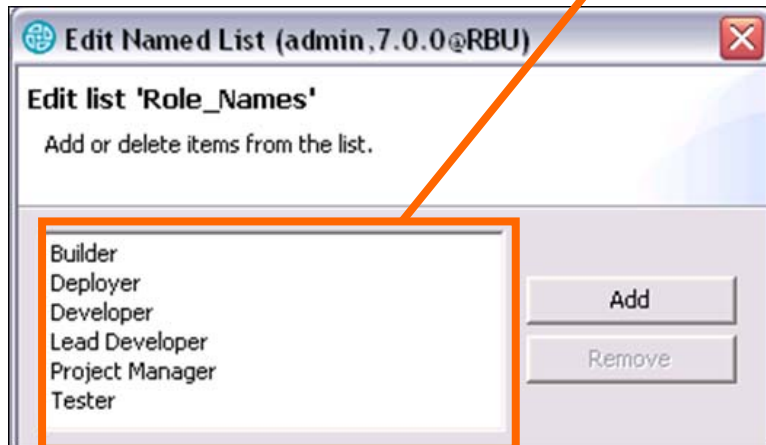 Edit Named List (admin,7.0.0@RBU)
Edit list 'Role_Names'
Add or delete items from the list.
Builder
Deployer
Developer
Lead Developer
Project Manager
Tester
Add
Remove